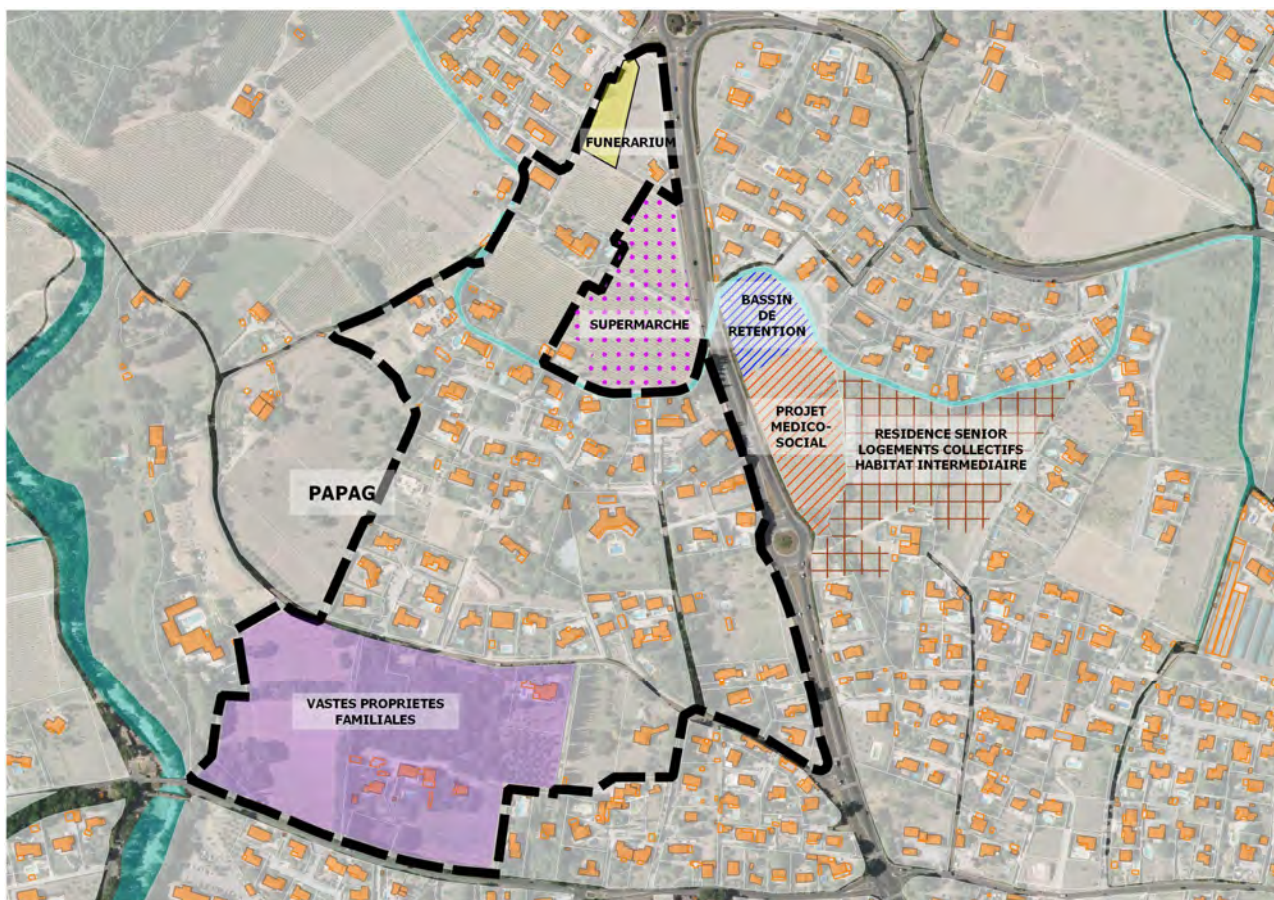 FUNERARIUM
SUPERMARCHE
BASSIN
DE
RETENTION
PROJET
MEDICO-
SOCIAL
RESIDENCE SENIOR
LOGEMENTS COLLECTIFS
HABITAT INTERMEDIAIRE
PAPAG
VASTES PROPRIETES
FAMILIALES